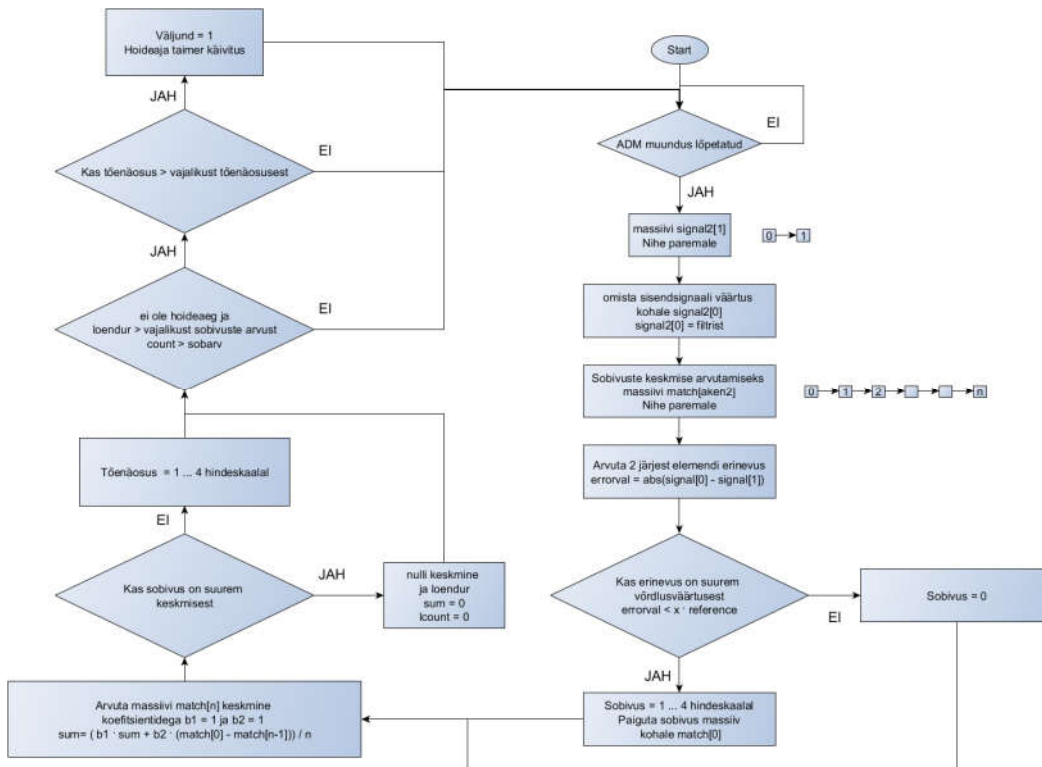 Start
ADM muundus lõpetatud
EI
JAH
massiivi signal2[1]
Nihe paremale
0
1
omista sisendsignaali väärtus
kohale signal2[0]
signal2[0] = filtrist
Sobivuste keskmise arvutamiseks
massiivi match[aken2]
Nihe paremale
0
1
2
n
Arvuta 2 järjest elemendi erinevus
errorval = abs(signal[0] - signal[1])
Kas erinevus on suurem
võrdlusväärtusest
errorval < x · reference
EI
Sobivus = 0
JAH
Sobivus = 1 ... 4 hindeskaalal
Paiguta sobivus massiiv
kohale match[0]
Arvuta massiivi match[n] keskmine
koefitsientidega b1 = 1 ja b2 = 1
sum= ( b1 · sum + b2 · (match[0] - match[n-1])) / n
Kas sobivus on suurem
keskmisest
JAH
nulli keskmine
ja loendur
sum = 0
lcount = 0
EI
Tõenäosus = 1 ... 4 hindeskaalal
ei ole hoideaeg ja
loendur > vajalikust sobivuste arvust
count > sobarv
EI
JAH
Kas tõenäosus > vajalikust tõenäosusest
EI
JAH
Väljund = 1
Hoideaja taimer käivitus